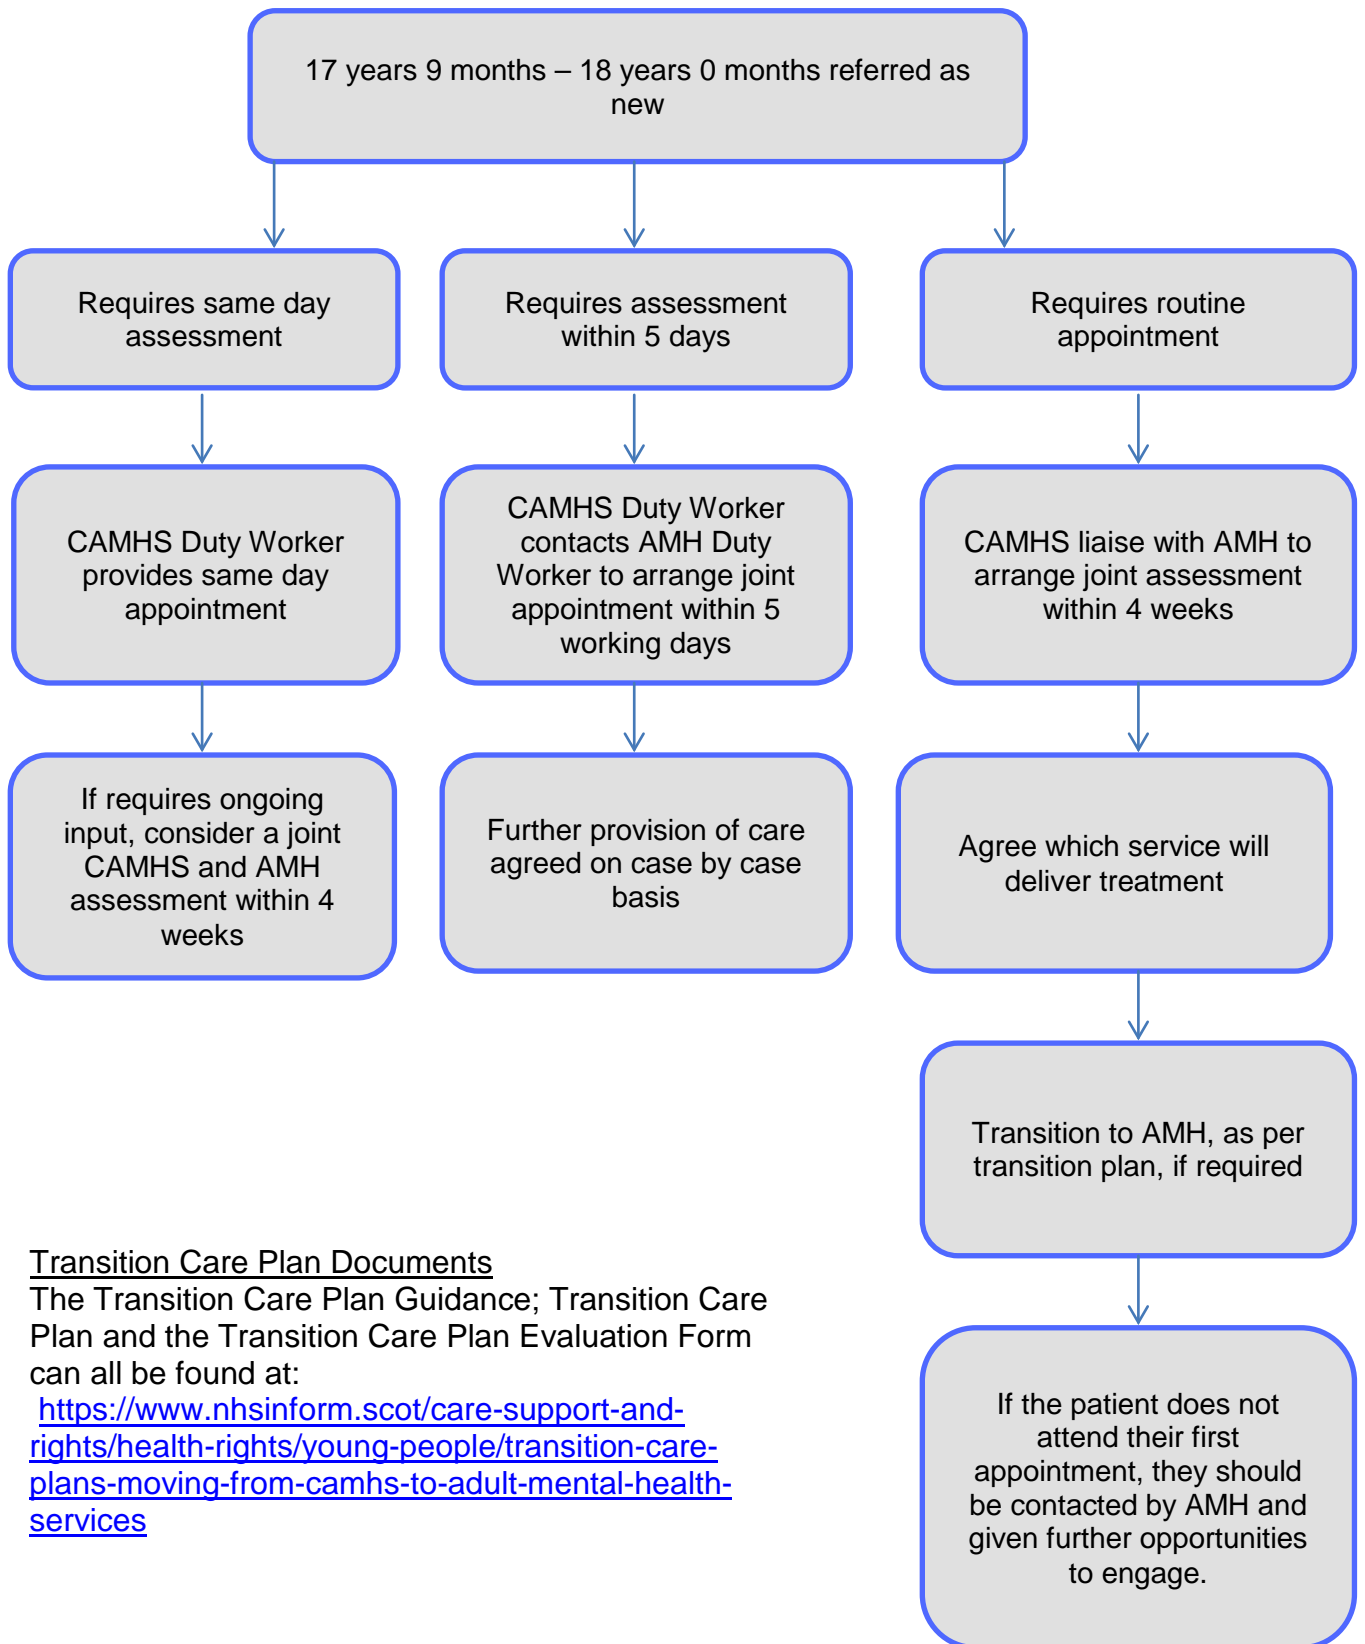 17 years 9 months – 18 years 0 months referred as
new
Requires same day
assessment
Requires assessment
within 5 days
Requires routine
appointment
CAMHS Duty Worker
provides same day
appointment
CAMHS Duty Worker
contacts AMH Duty
Worker to arrange joint
appointment within 5
working days
CAMHS liaise with AMH to
arrange joint assessment
within 4 weeks
If requires ongoing
input, consider a joint
CAMHS and AMH
assessment within 4
weeks
Further provision of care
agreed on case by case
basis
Agree which service will
deliver treatment
Transition to AMH, as per
transition plan, if required
If the patient does not
attend their first
appointment, they should
be contacted by AMH and
given further opportunities
to engage.
Transition Care Plan Documents
The Transition Care Plan Guidance; Transition Care
Plan and the Transition Care Plan Evaluation Form
can all be found at:
https://www.nhsinform.scot/care-support-and-
rights/health-rights/young-people/transition-care-
plans-moving-from-camhs-to-adult-mental-health-
services